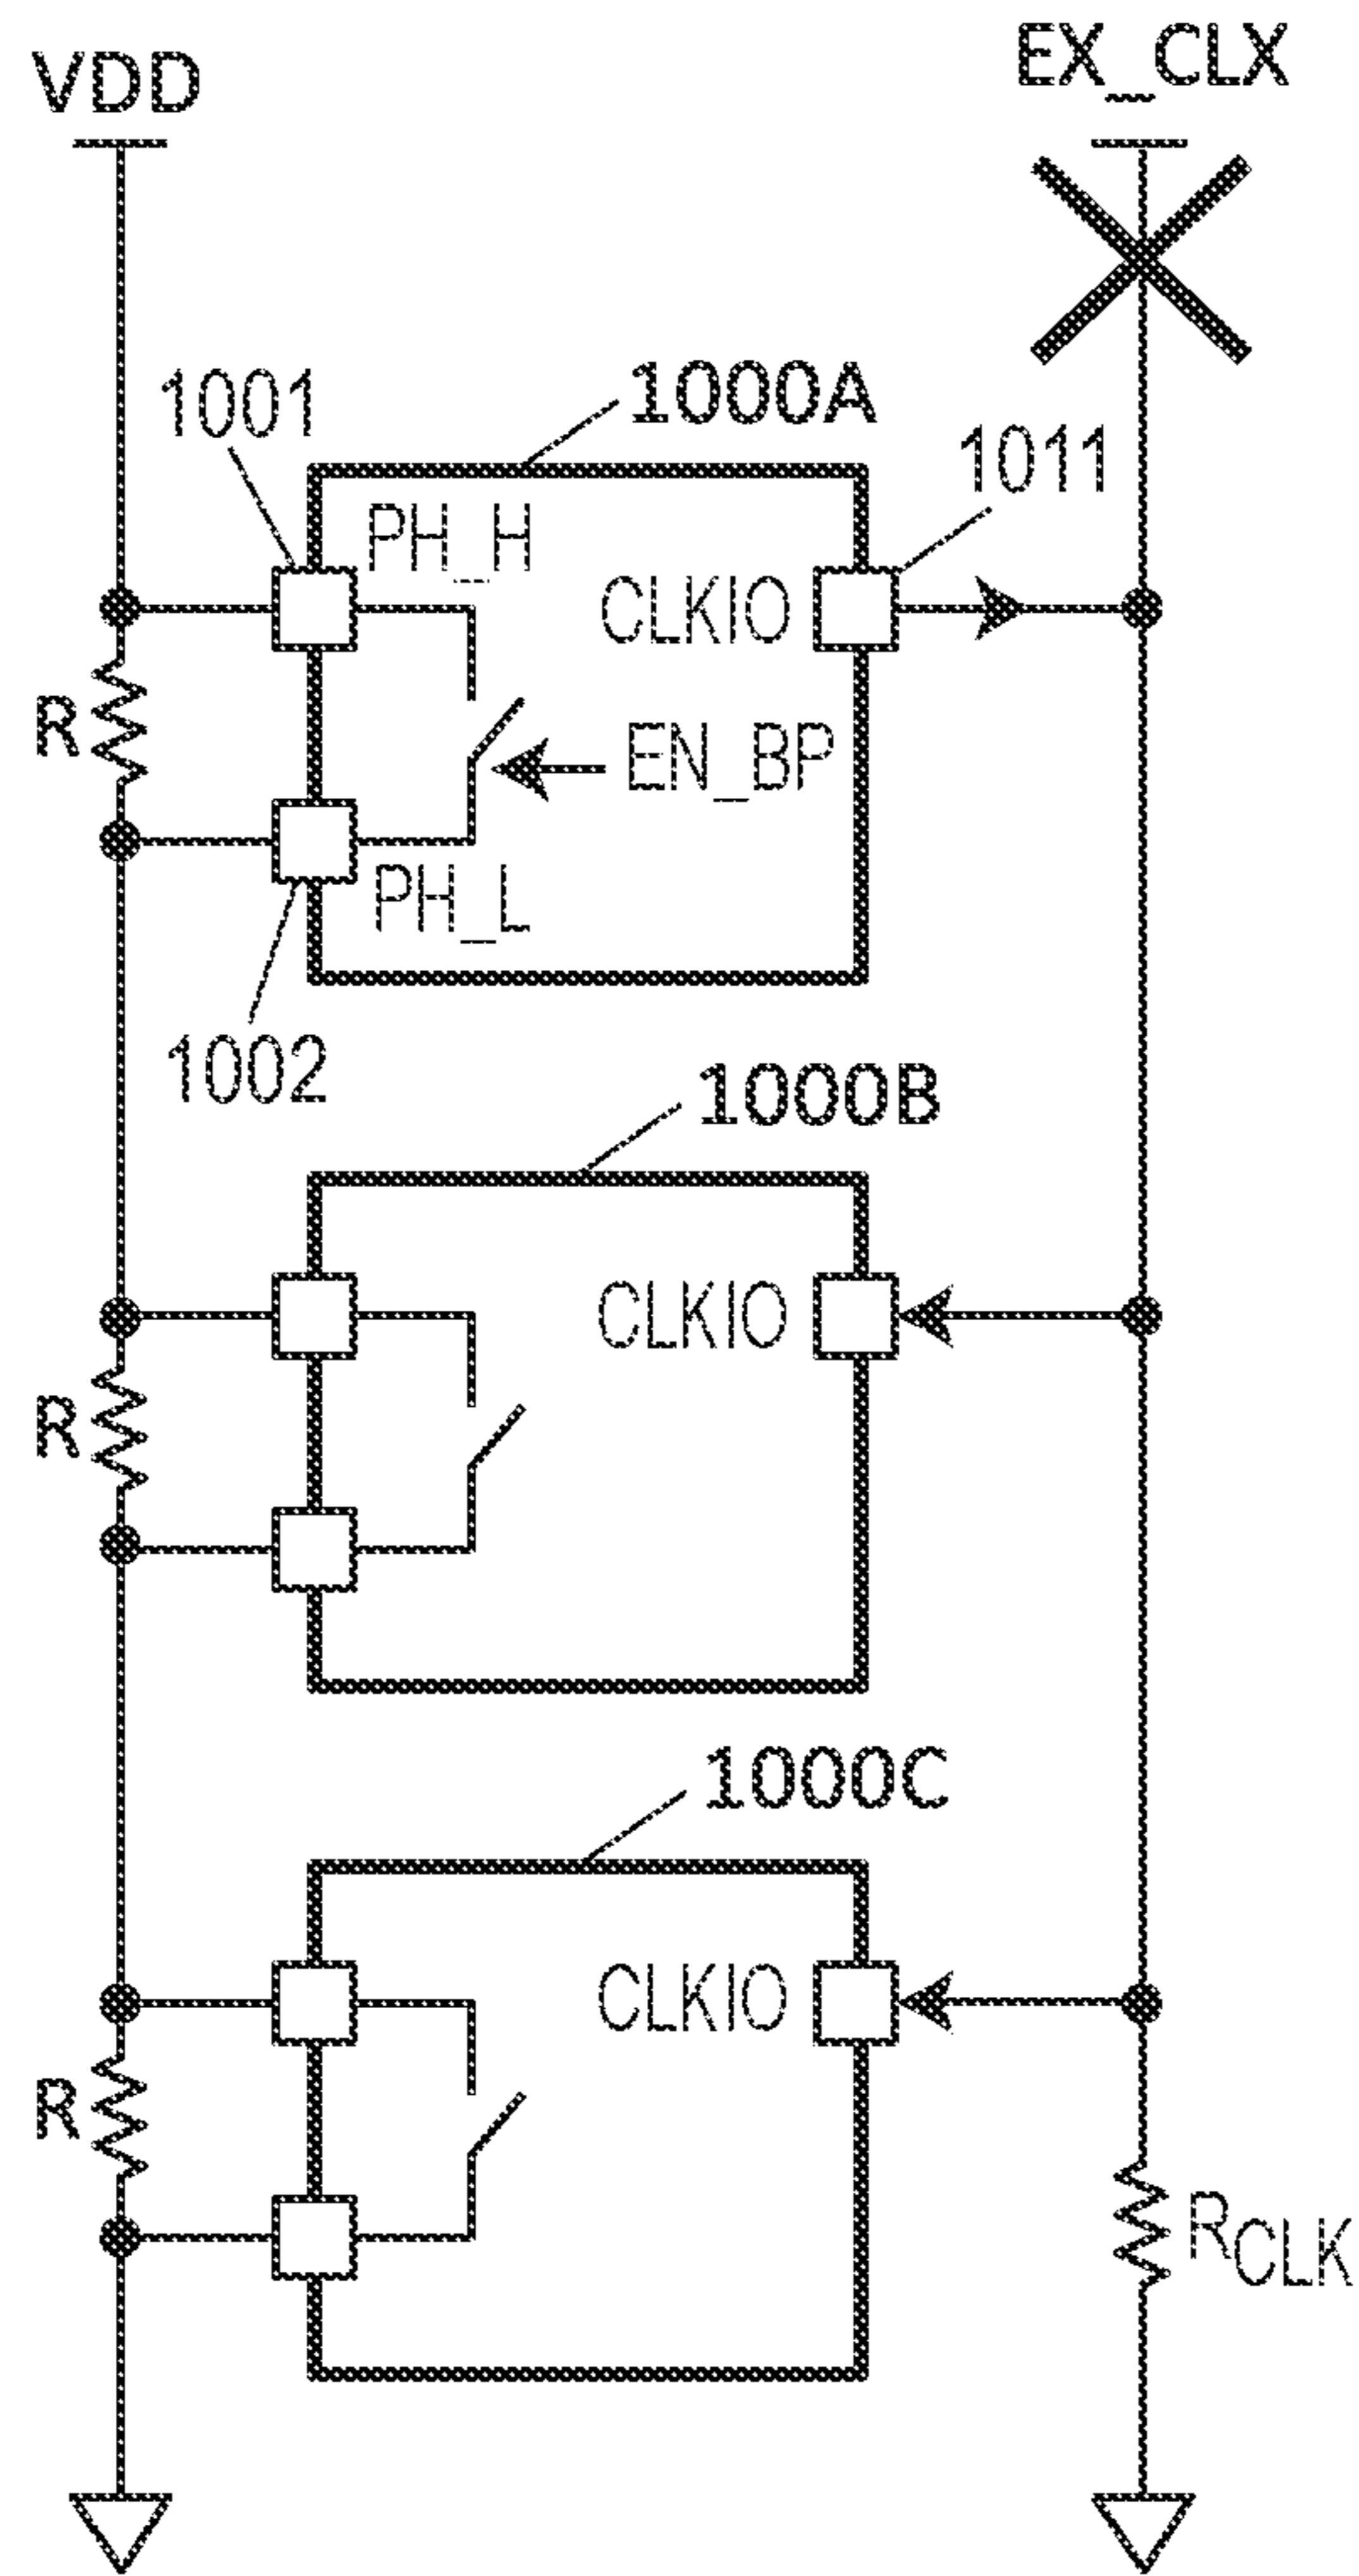 VDD
EX_CLX
1001
1000A
1011
PH_H
CLKIO
R
EN_BP
PH_L
1002
1000B
CLKIO
R
1000C
CLKIO
R
RCLK